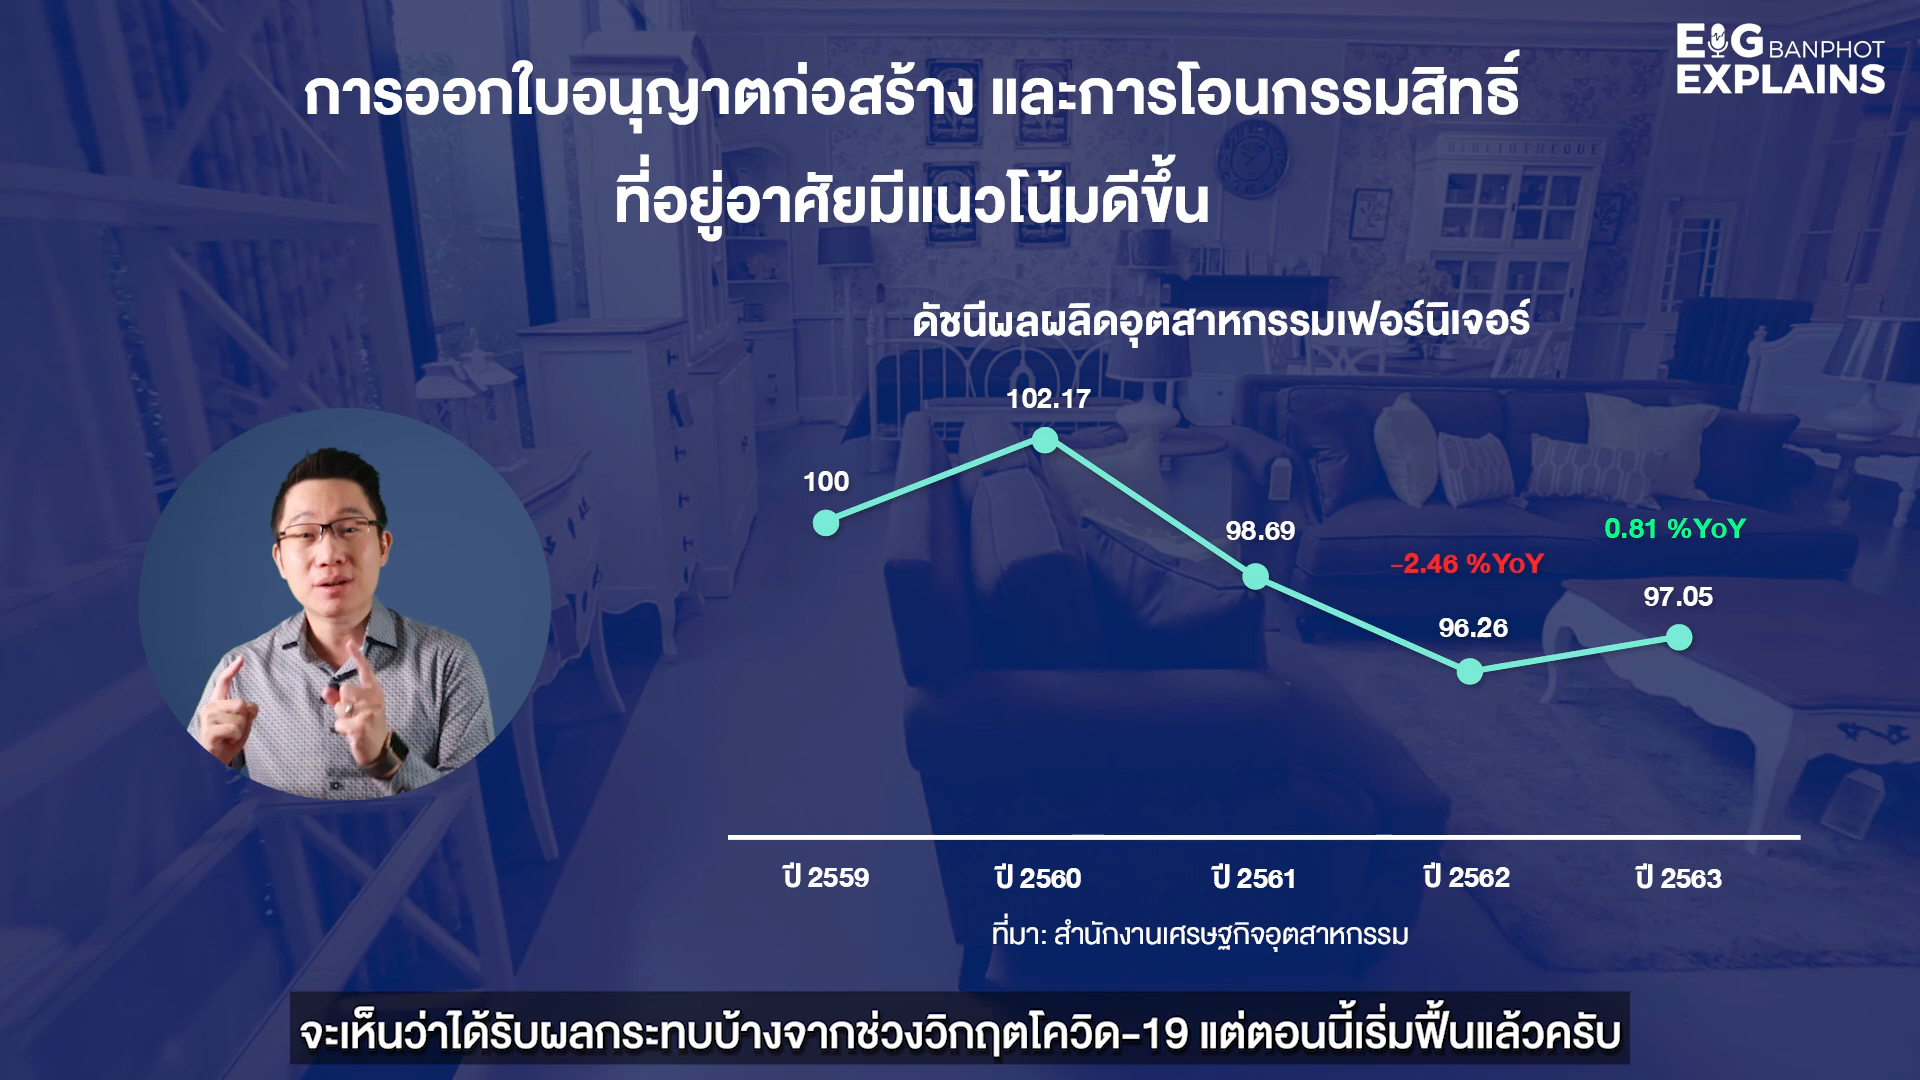 EIG BANPHOT
EXPLAINS
การออกใบอนุญาตก่อสร้าง และการโอนกรรมสิทธิ์
ที่อยู่อาศัยมีแนวโน้มดีขึ้น
BIBLIOTHEQUE
ดัชนีผลผลิตอุตสาหกรรมเฟอร์นิเจอร์
102.17
100
98.69
0.81 %YoY
–2.46 %YoY
97.05
96.26
ปี 2559 ปี 2560 ปี 2561 ปี 2562 ปี 2563
ที่มา: สำนักงานเศรษฐกิจอุตสาหกรรม
จะเห็นว่าได้รับผลกระทบบ้างจากช่วงวิกฤตโควิด-19 แต่ตอนนี้เริ่มฟื้นแล้วครับ